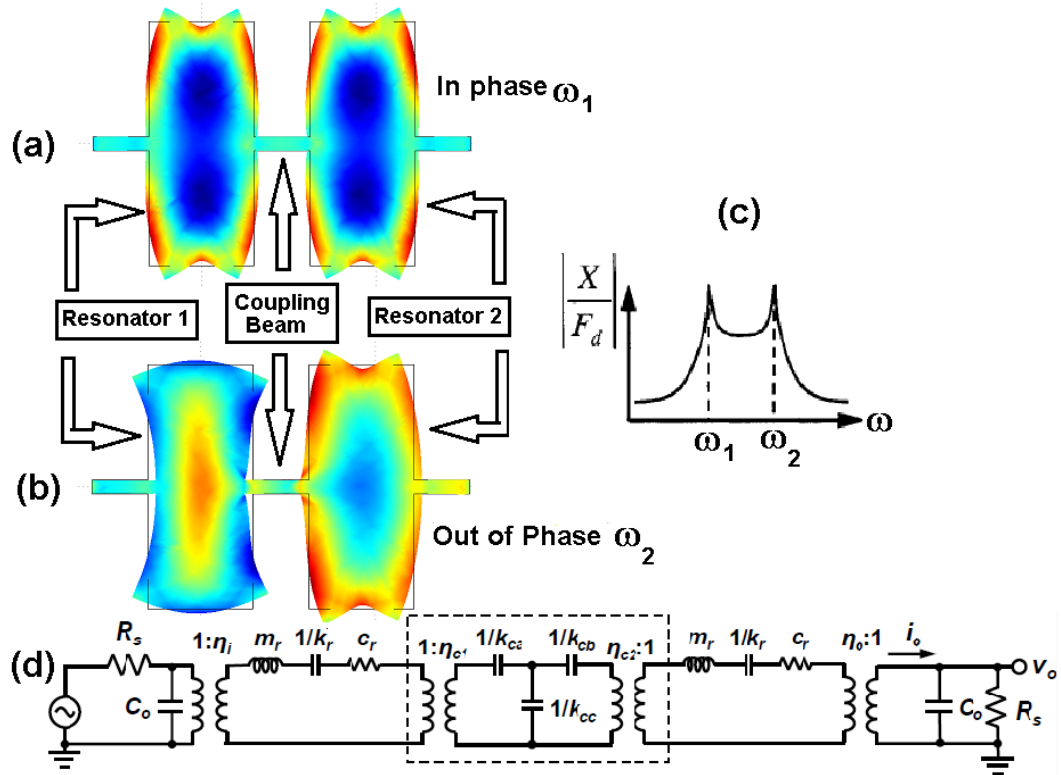 In phase ω1
(a)
(c)
Resonator 1
Coupling
Beam
Resonator 2
|X/Fd|
ω1
ω2
ω
(b)
Out of Phase ω2
(d)
Rs
Co
1:ηi
mr
1/kr
cr
1:ηc1
1/kca
1/kcb
1/kcc
ηc2:1
mr
1/kr
cr
ηo:1
io
vo
Co
Rs